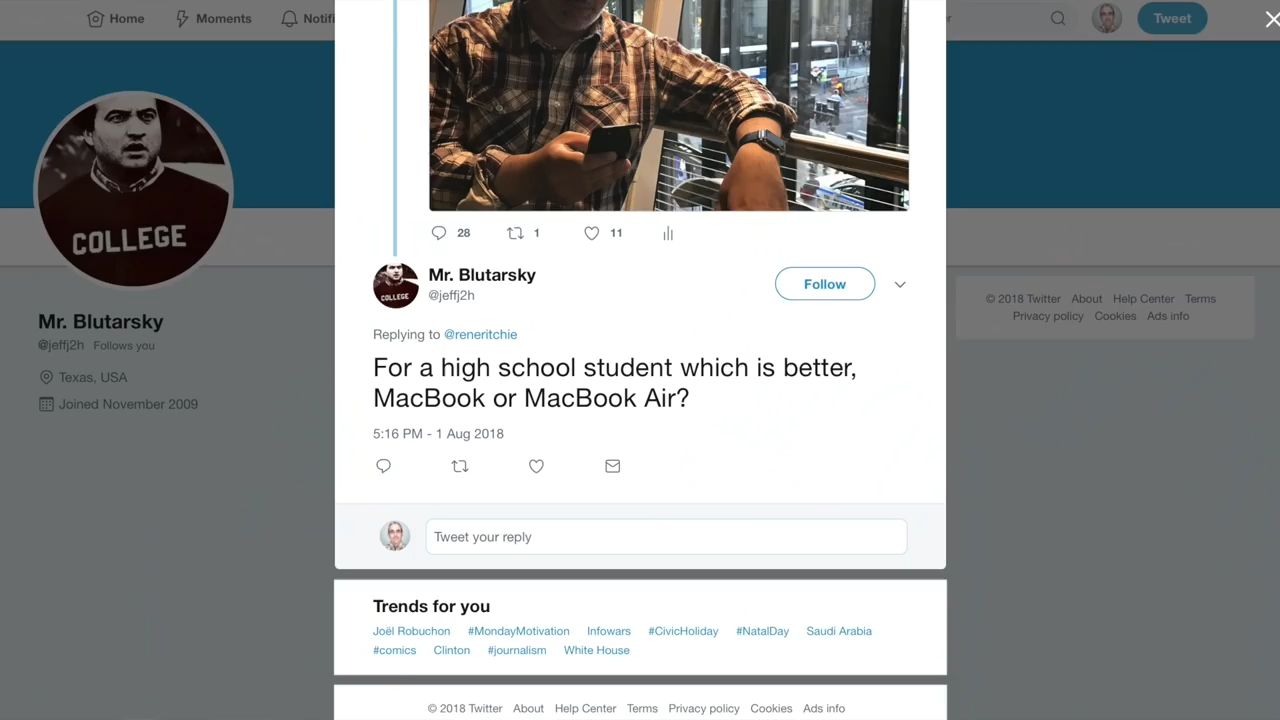 Home
Moments
Notifi
er
Tweet
COLLEGE
Mr. Blutarsky
@jeffj2h Follows you
Texas, USA
Joined November 2009
28 1 11
COLLEGE
Mr. Blutarsky
@jeffj2h
Follow
Replying to @reneritchie
For a high school student which is better,
MacBook or MacBook Air?
5:16 PM - 1 Aug 2018
Tweet your reply
Trends for you
Joël Robuchon #MondayMotivation Infowars #CivicHoliday #NatalDay Saudi Arabia
#comics Clinton #journalism White House
© 2018 Twitter About Help Center Terms Privacy policy Cookies Ads info
© 2018 Twitter About Help Center Terms
Privacy policy Cookies Ads info